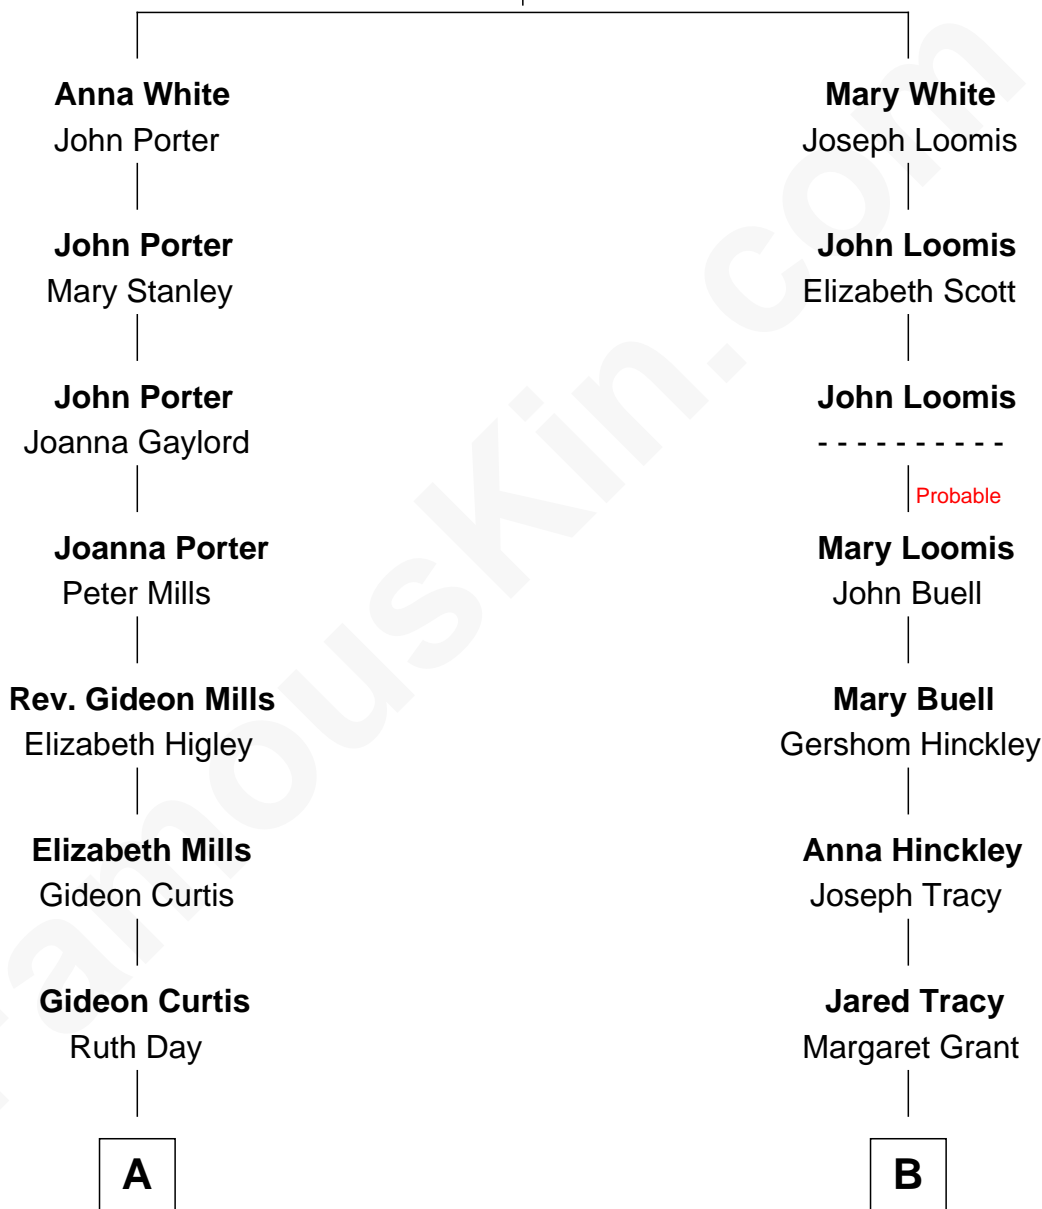 Anna White
John Porter
John Porter
Mary Stanley
John Porter
Joanna Gaylord
Joanna Porter
Peter Mills
Rev. Gideon Mills
Elizabeth Higley
Elizabeth Mills
Gideon Curtis
Gideon Curtis
Ruth Day
A
Mary White
Joseph Loomis
John Loomis
Elizabeth Scott
John Loomis
- - - - - - - - - -
Probable
Mary Loomis
John Buell
Mary Buell
Gershom Hinckley
Anna Hinckley
Joseph Tracy
Jared Tracy
Margaret Grant
B
FamousKin.com